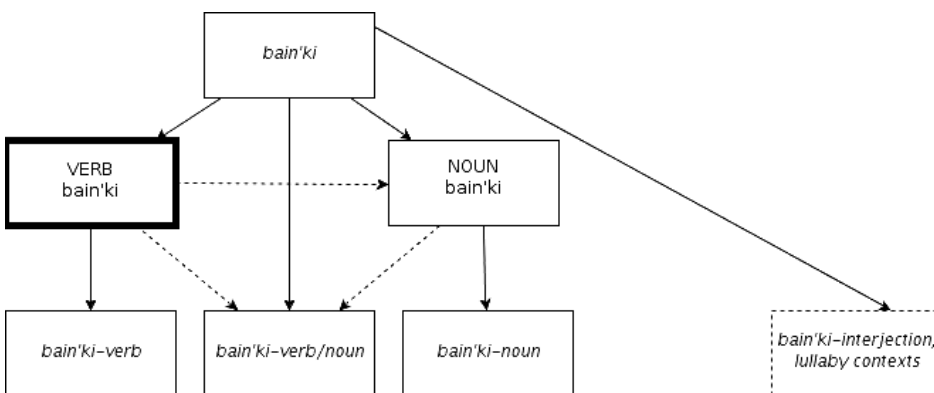 bain'ki
VERB
bain'ki
NOUN
bain'ki
bain'ki-verb
bain'ki-verb/noun
bain'ki-noun
bain'ki-interjection,
lullaby contexts